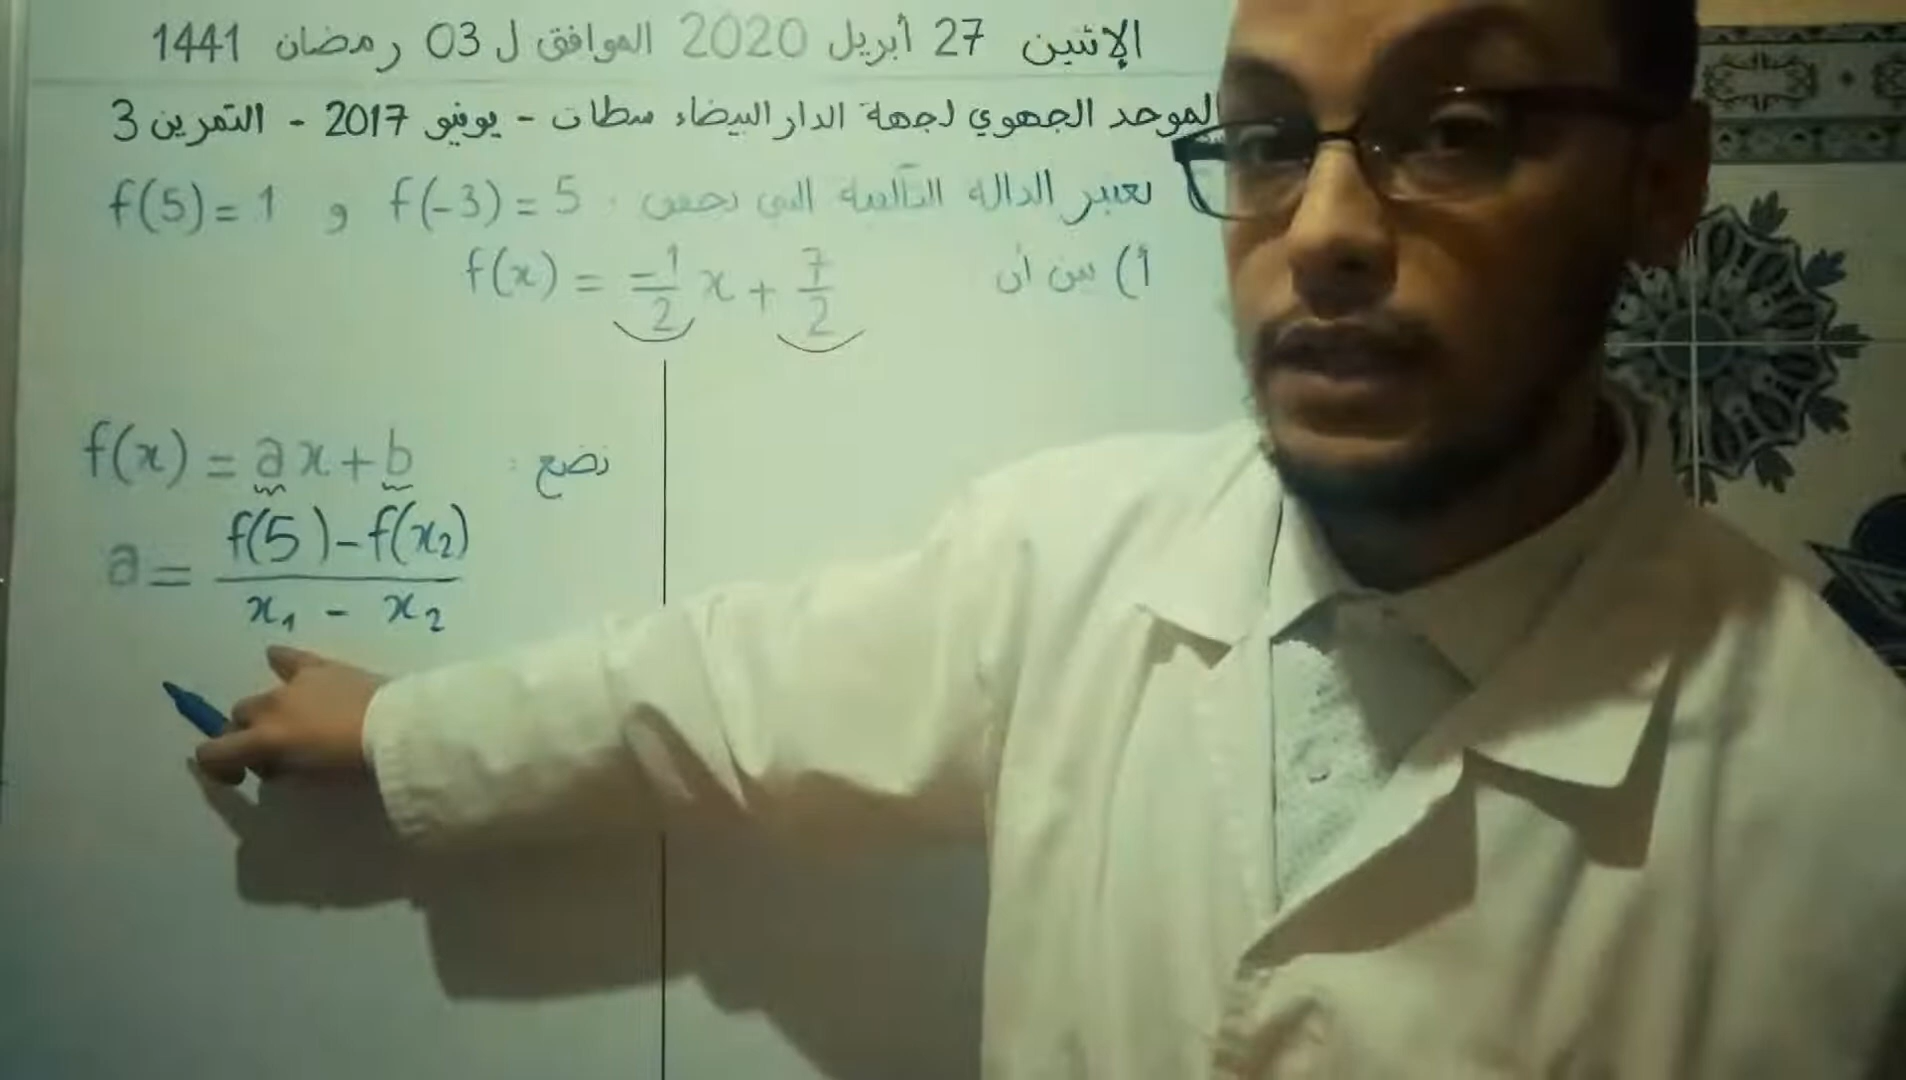 الإثنين 27 أبريل 2020 الموافق ل 03 رمضان 1441
الموحد الجهوي لجهة الدار البيضاء سطات - يونيو 2017 - التمرين 3
نعتبر الدالة التآلفية التي تحقق : f(-3) = 5 و f(5) = 1
1) بين أن f(x) = -1/2 x + 7/2
نضع : f(x) = ax + b
a = f(5) - f(x₂) / x₁ - x₂